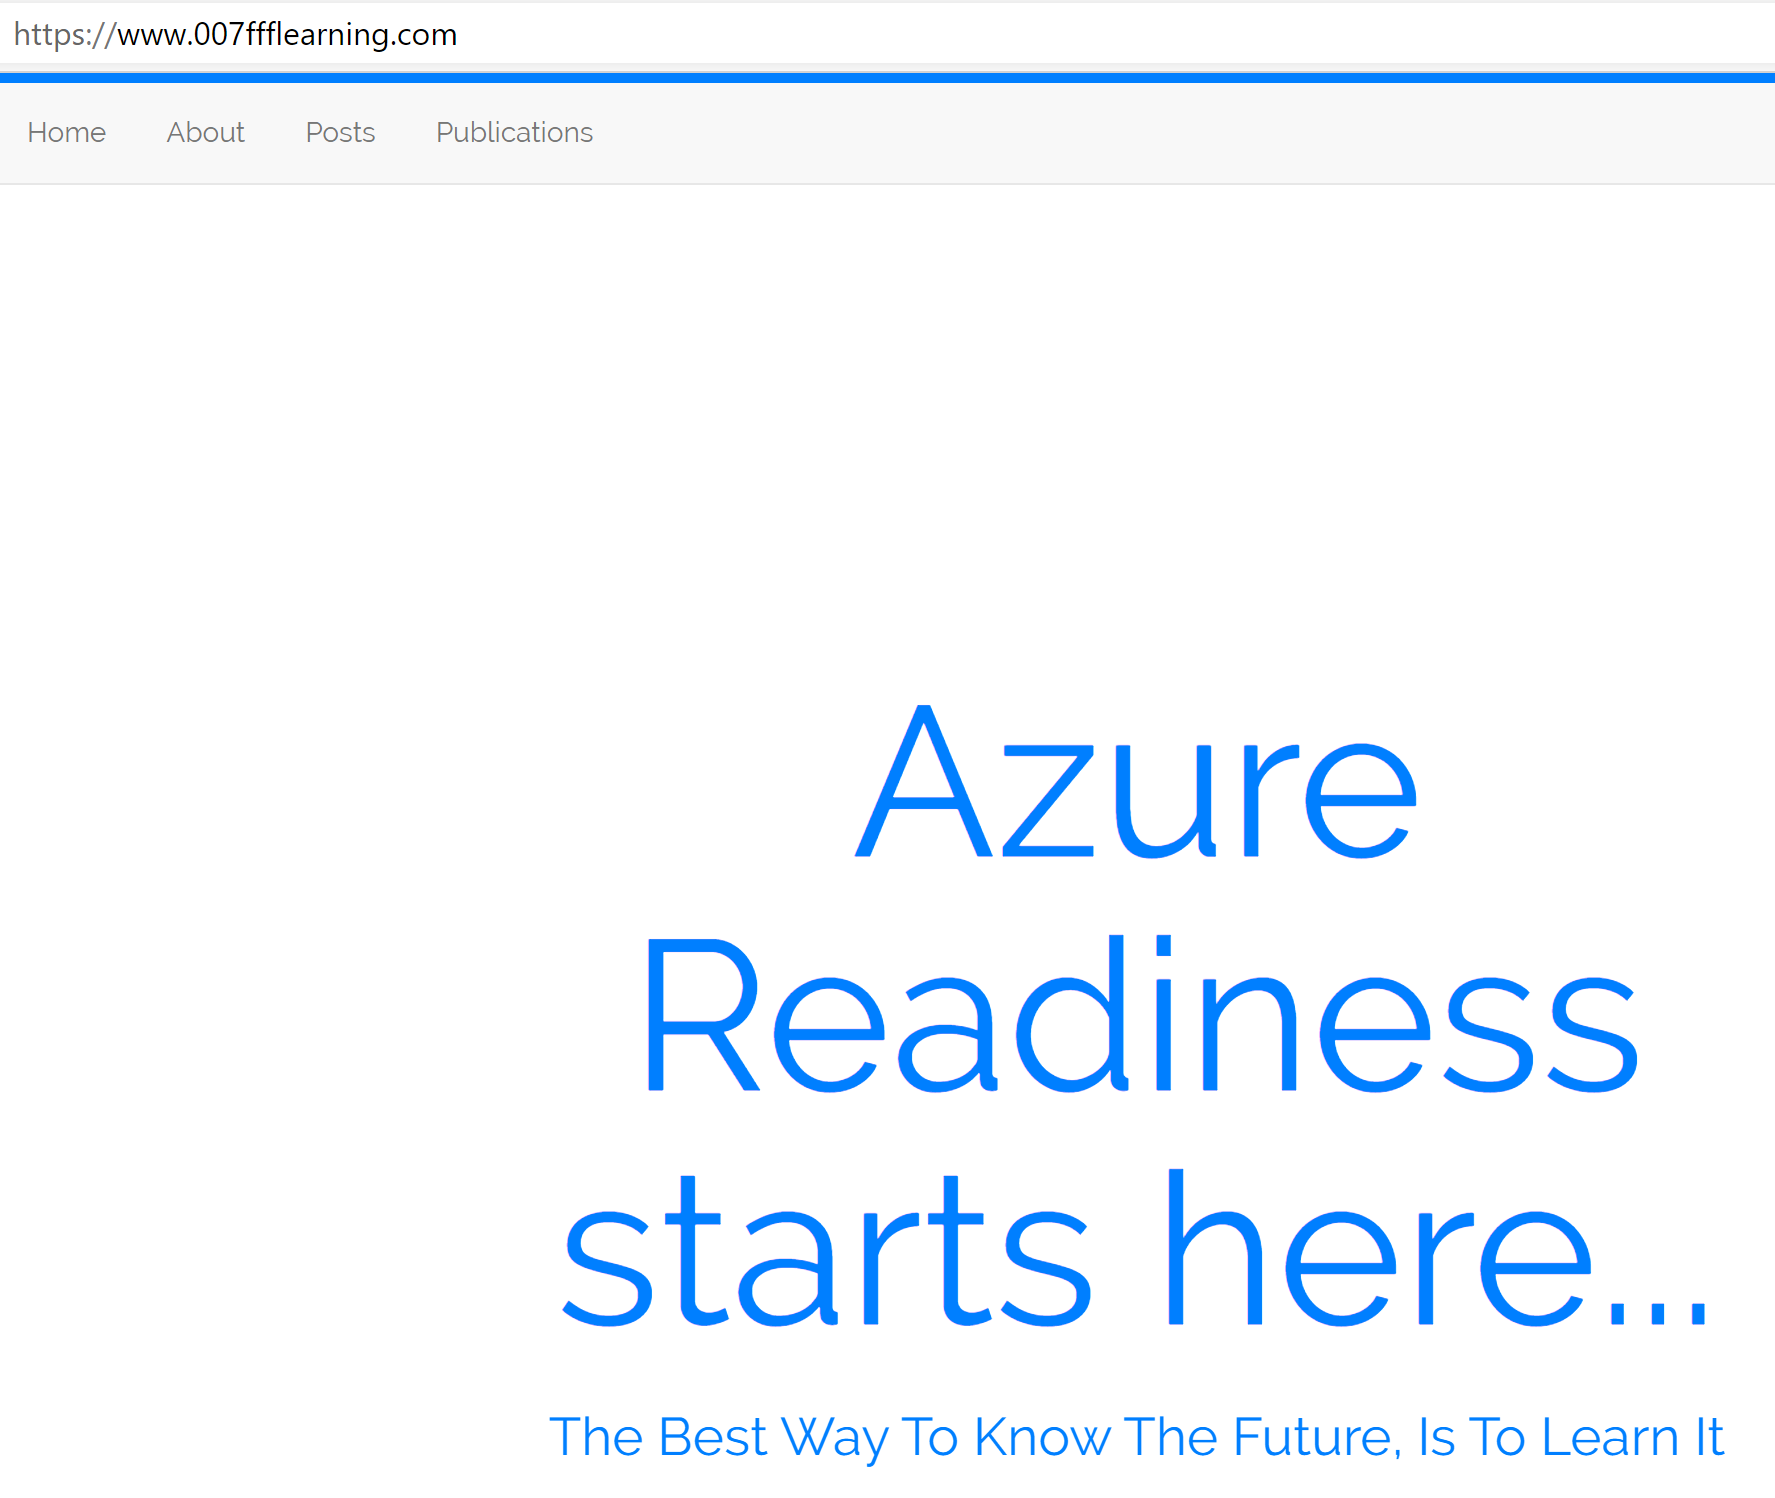 https://www.007ffflearning.com
Home About Posts Publications
Azure
Readiness
starts here...
The Best Way To Know The Future, Is To Learn It